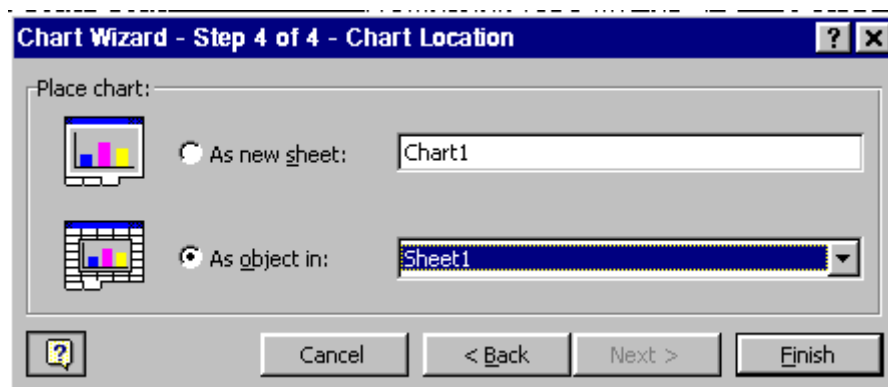 Chart Wizard - Step 4 of 4 - Chart Location
Place chart:
As new sheet: Chart1
As object in: Sheet1
Cancel < Back Next > Finish